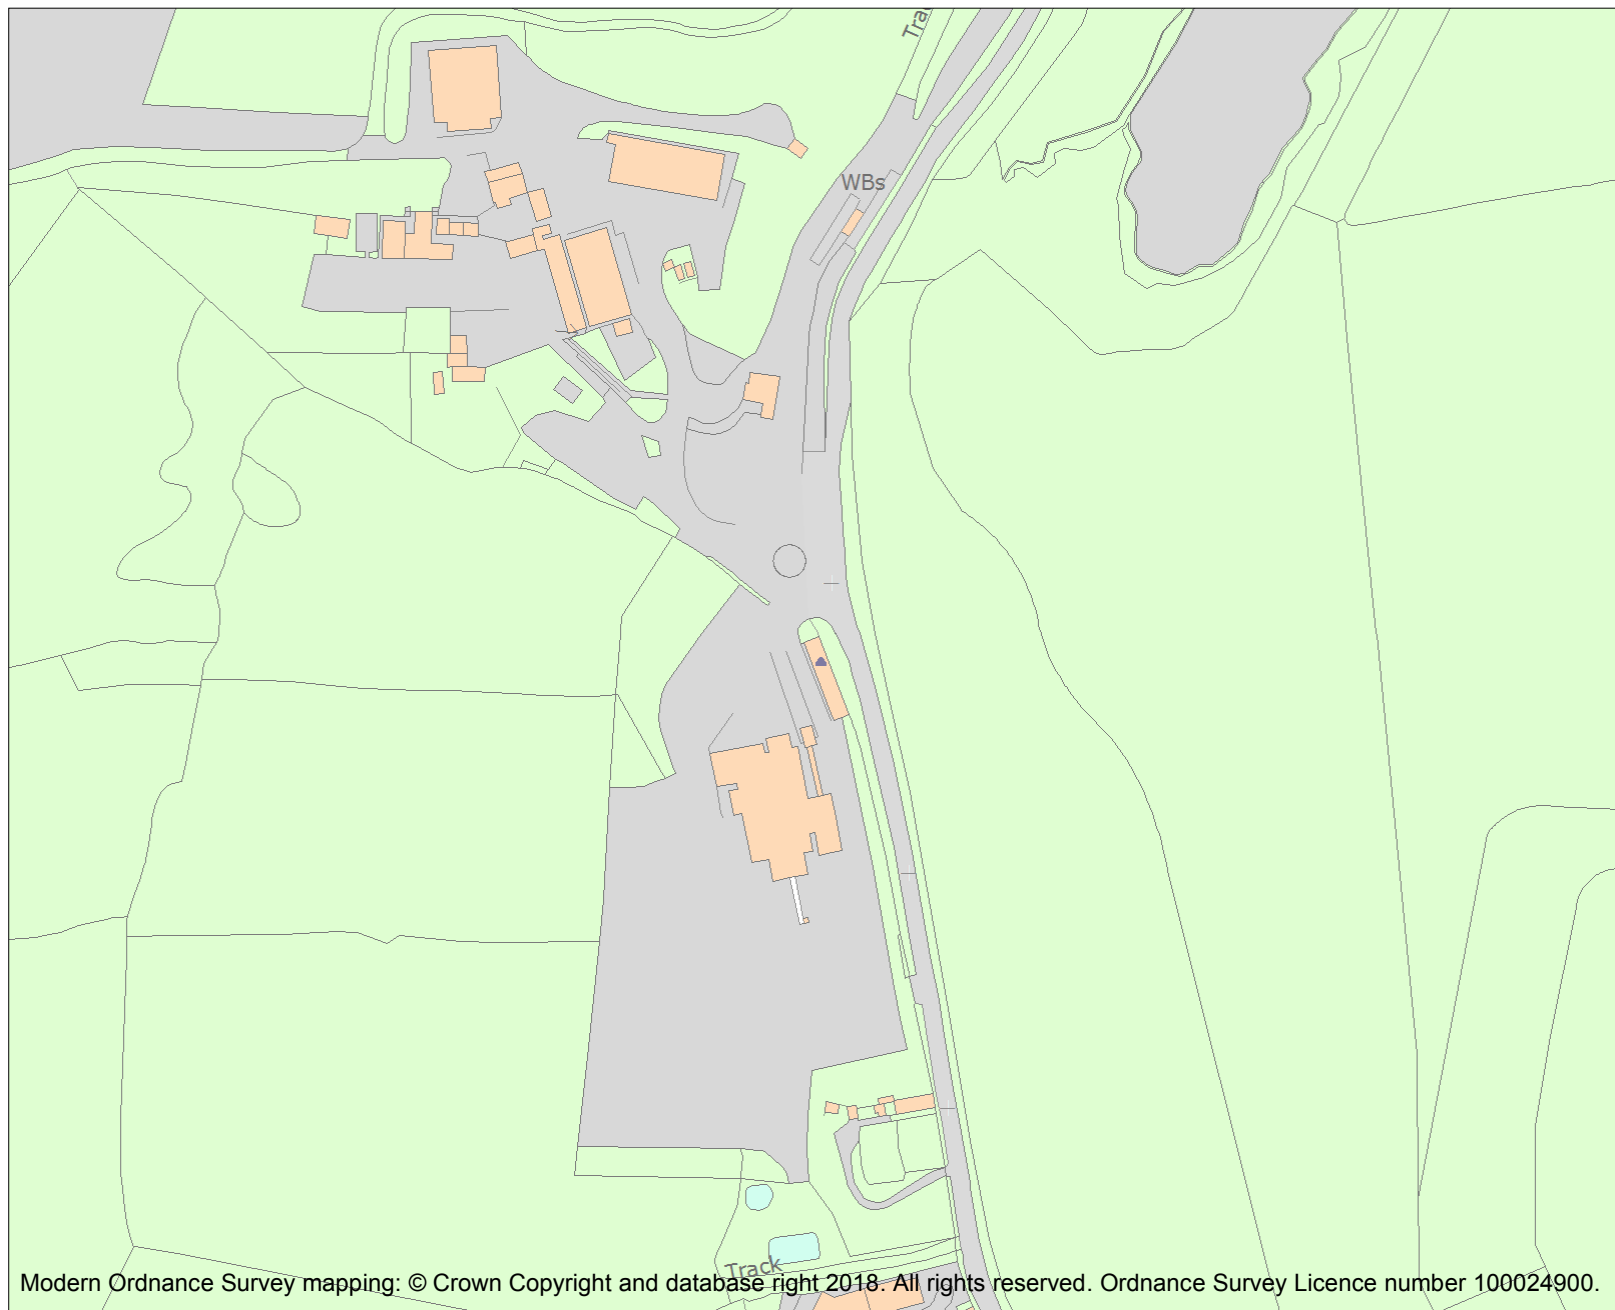 Tra
WBs
Track
Modern Ordnance Survey mapping: © Crown Copyright and database right 2018. All rights reserved. Ordnance Survey Licence number 100024900.